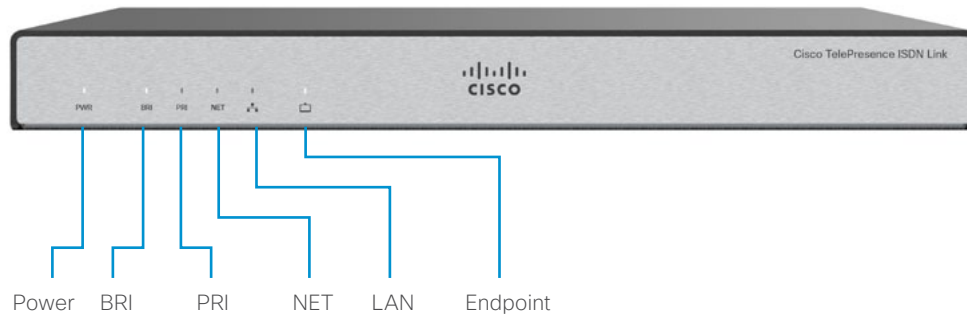 Cisco TelePresence ISDN Link
CISCO
PWR BRI PRI NET
Power BRI PRI NET LAN Endpoint